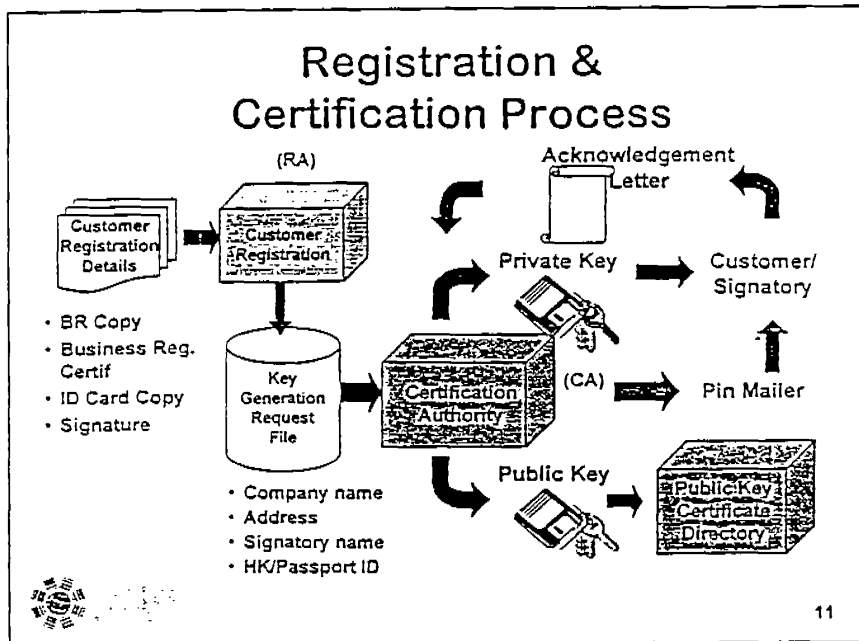 Registration &
Certification Process
(RA)
Acknowledgement
Letter
Customer
Registration
Details
Customer
Registration
Private Key
Customer/
Signatory
• BR Copy
• Business Reg.
Certif
• ID Card Copy
• Signature
Key
Generation
Request
File
Certification
Authority
(CA)
Pin Mailer
Public Key
Public Key
Certificate
Directory
• Company name
• Address
• Signatory name
• HK/Passport ID
11